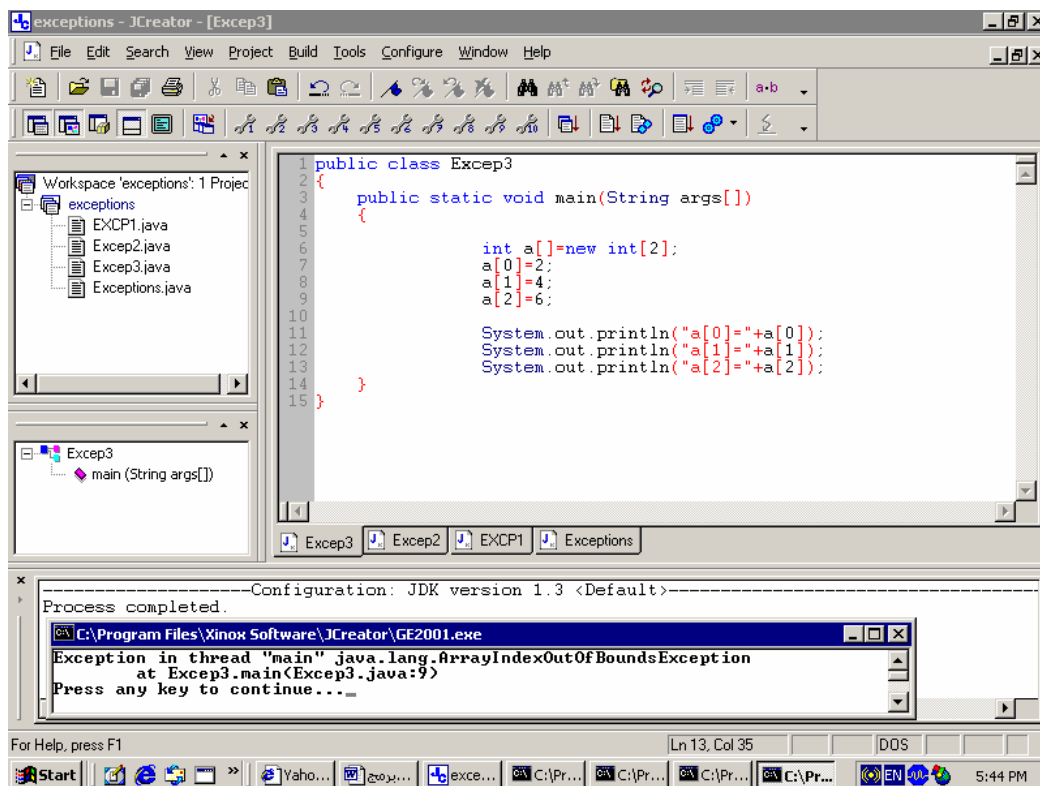 exceptions - JCreator - [Excep3]
File Edit Search View Project Build Tools Configure Window Help
a·b
Workspace 'exceptions': 1 Projec
exceptions
EXCP1.java
Excep2.java
Excep3.java
Exceptions.java
Excep3
main (String args[])
1 public class Excep3
2 {
3 public static void main(String args[])
4 {
5
6 int a[]=new int[2];
7 a[0]=2;
8 a[1]=4;
9 a[2]=6;
10
11 System.out.println("a[0]="+a[0]);
12 System.out.println("a[1]="+a[1]);
13 System.out.println("a[2]="+a[2]);
14 }
15 }
Excep3 Excep2 EXCP1 Exceptions
--------------------Configuration: JDK version 1.3 <Default>--------------------
Process completed.
C:\Program Files\Xinox Software\JCreator\GE2001.exe
Exception in thread "main" java.lang.ArrayIndexOutOfBoundsException
at Excep3.main(Excep3.java:9)
Press any key to continue..._
For Help, press F1
Ln 13, Col 35
DOS
Start
Yaho...
exce...
C:\Pr...
C:\Pr...
C:\Pr...
C:\Pr...
EN
5:44 PM